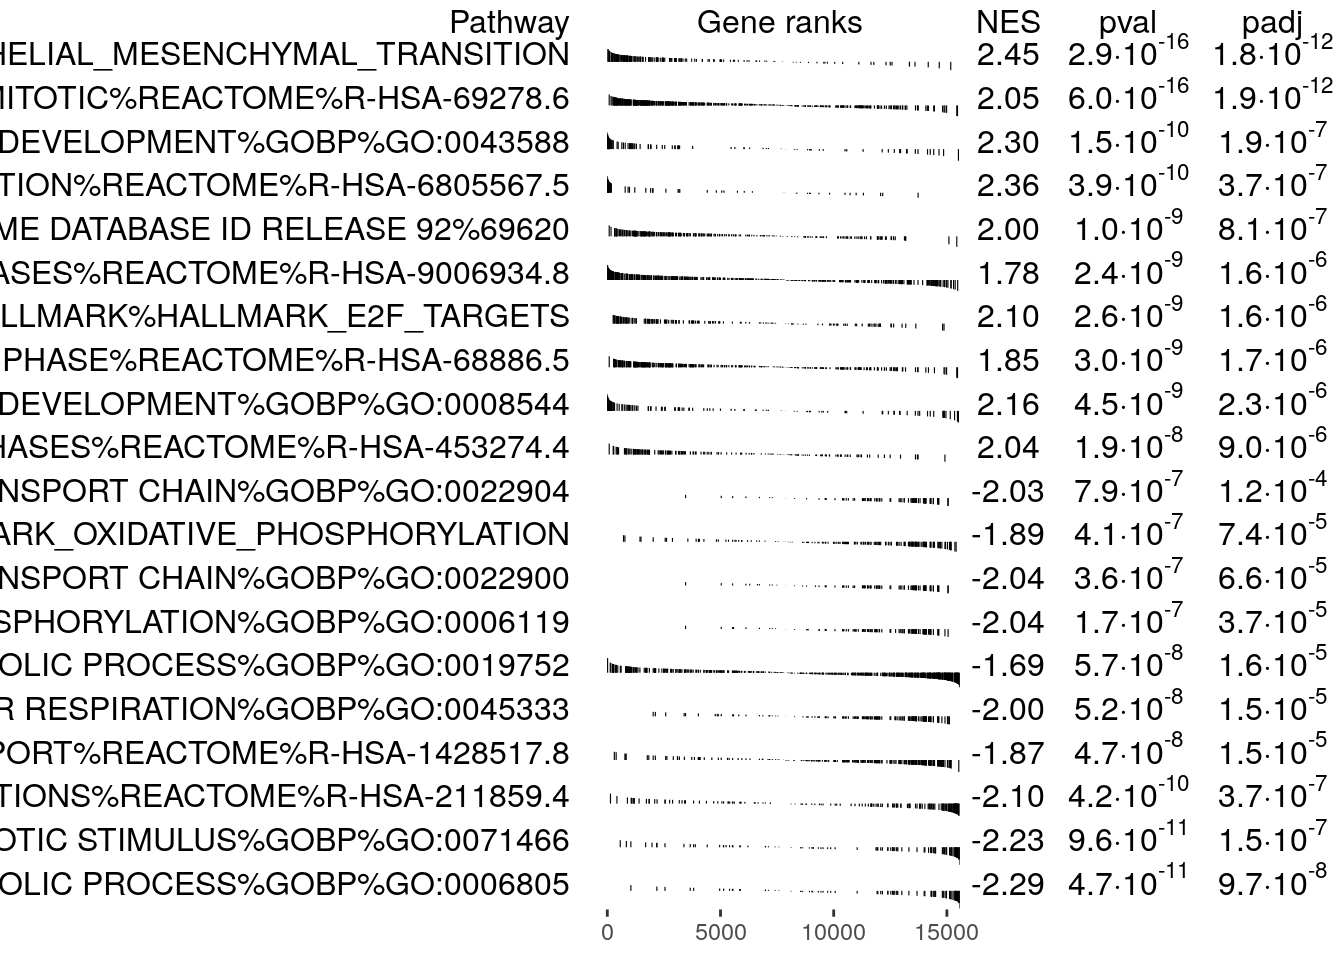 Pathway Gene ranks NES pval padj
HELIAL_MESENCHYMAL_TRANSITION 2.45 2.9·10-16 1.8·10-12
MITOTIC%REACTOME%R-HSA-69278.6 2.05 6.0·10-16 1.9·10-12
DEVELOPMENT%GOBP%GO:0043588 2.30 1.5·10-10 1.9·10-7
TION%REACTOME%R-HSA-6805567.5 2.36 3.9·10-10 3.7·10-7
ME DATABASE ID RELEASE 92%69620 2.00 1.0·10-9 8.1·10-7
ASES%REACTOME%R-HSA-9006934.8 1.78 2.4·10-9 1.6·10-6
LLMARK%HALLMARK_E2F_TARGETS 2.10 2.6·10-9 1.6·10-6
PHASE%REACTOME%R-HSA-68886.5 1.85 3.0·10-9 1.7·10-6
DEVELOPMENT%GOBP%GO:0008544 2.16 4.5·10-9 2.3·10-6
HASES%REACTOME%R-HSA-453274.4 2.04 1.9·10-8 9.0·10-6
NSPORT CHAIN%GOBP%GO:0022904 -2.03 7.9·10-7 1.2·10-4
ARK_OXIDATIVE_PHOSPHORYLATION -1.89 4.1·10-7 7.4·10-5
NSPORT CHAIN%GOBP%GO:0022900 -2.04 3.6·10-7 6.6·10-5
SPHORYLATION%GOBP%GO:0006119 -2.04 1.7·10-7 3.7·10-5
OLIC PROCESS%GOBP%GO:0019752 -1.69 5.7·10-8 1.6·10-5
R RESPIRATION%GOBP%GO:0045333 -2.00 5.2·10-8 1.5·10-5
PORT%REACTOME%R-HSA-1428517.8 -1.87 4.7·10-8 1.5·10-5
TIONS%REACTOME%R-HSA-211859.4 -2.10 4.2·10-10 3.7·10-7
OTIC STIMULUS%GOBP%GO:0071466 -2.23 9.6·10-11 1.5·10-7
OLIC PROCESS%GOBP%GO:0006805 -2.29 4.7·10-11 9.7·10-8
0 5000 10000 15000